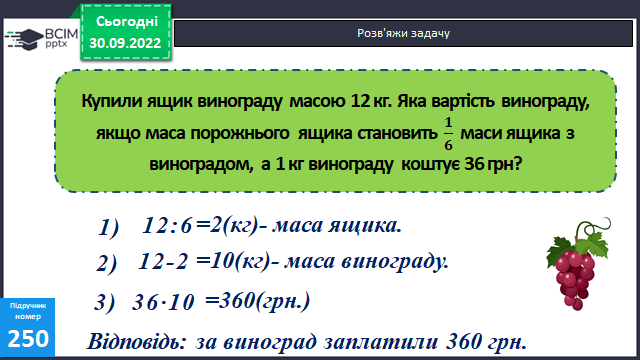 ВСІМ
pptx
Сьогодні
30.09.2022
Розв'яжи задачу
Купили ящик винограду масою 12 кг. Яка вартість винограду,
якщо маса порожнього ящика становить 1/6 маси ящика з
виноградом, а 1 кг винограду коштує 36 грн?
1) 12:6=2(кг)- маса ящика.
2) 12-2=10(кг)- маса винограду.
3) 36·10=360(грн.)
Підручник
номер
250
Відповідь: за виноград заплатили 360 грн.